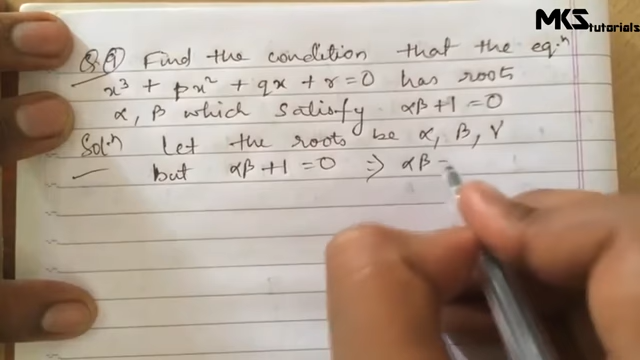 MKS tutorials
Q.9) Find the condition that the eq.ⁿ
x³ + px² + qx + r = 0 has roots
α, β which satisfy αβ + 1 = 0
Sol.ⁿ Let the roots be α, β, γ
but αβ + 1 = 0 ⇒ αβ =